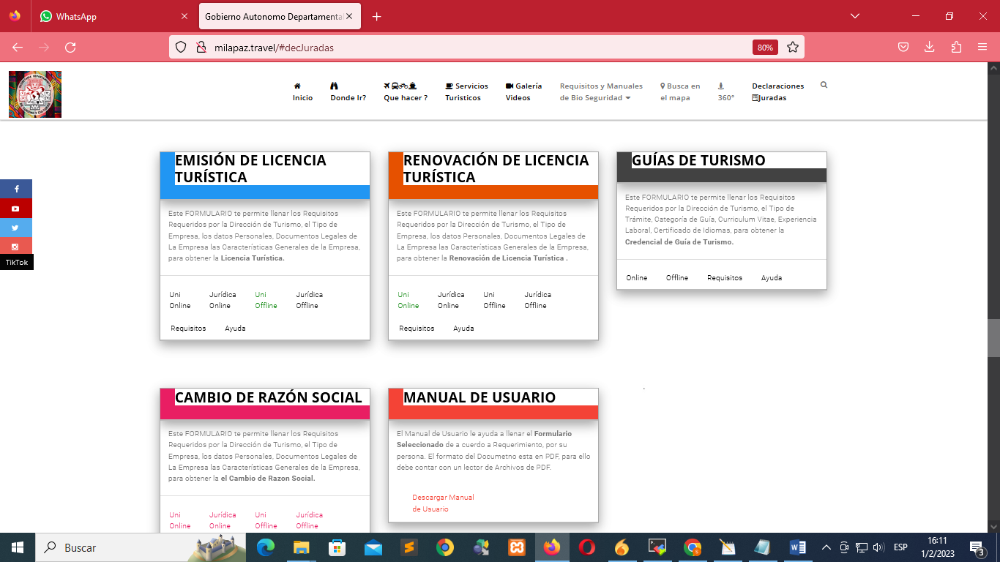 WhatsApp
Gobierno Autonomo Departamental
milapaz.travel/#decJuradas
80%
Inicio
Donde Ir?
Que hacer ?
Servicios
Turisticos
Galería
Videos
Requisitos y Manuales
de Bio Seguridad
Busca en
el mapa
360°
Declaraciones
Juradas
TikTok
EMISIÓN DE LICENCIA
TURÍSTICA
Este FORMULARIO te permite llenar los Requisitos
Requeridos por la Dirección de Turismo, el Tipo de
Empresa, los datos Personales, Documentos Legales de
La Empresa las Características Generales de la Empresa,
para obtener la Licencia Turística.
Uni
Online
Jurídica
Online
Uni
Offline
Jurídica
Offline
Requisitos
Ayuda
RENOVACIÓN DE LICENCIA
TURÍSTICA
Este FORMULARIO te permite llenar los Requisitos
Requeridos por la Dirección de Turismo, el Tipo de
Empresa, los datos Personales, Documentos Legales de
La Empresa las Características Generales de la Empresa,
para obtener la Renovación de Licencia Turística .
Uni
Online
Jurídica
Online
Uni
Offline
Jurídica
Offline
Requisitos
Ayuda
GUÍAS DE TURISMO
Este FORMULARIO te permite llenar los Requisitos
Requeridos por la Dirección de Turismo, el Tipo de
Trámite, Categoría de Guía, Curriculum Vitae, Experiencia
Laboral, Certificado de Idiomas, para obtener la
Credencial de Guía de Turismo.
Online
Offline
Requisitos
Ayuda
CAMBIO DE RAZÓN SOCIAL
Este FORMULARIO te permite llenar los Requisitos
Requeridos por la Dirección de Turismo, el Tipo de
Empresa, los datos Personales, Documentos Legales de
La Empresa las Características Generales de la Empresa,
para obtener la el Cambio de Razon Social.
Uni
Online
Jurídica
Online
Uni
Offline
Jurídica
Offline
MANUAL DE USUARIO
El Manual de Usuario le ayuda a llenar el Formulario
Seleccionado de a cuerdo a Requerimiento, por su
persona. El formato del Documetno esta en PDF, para ello
debe contar con un lector de Archivos de PDF.
Descargar Manual
de Usuario
.
Buscar
ESP
16:11
1/2/2023
3